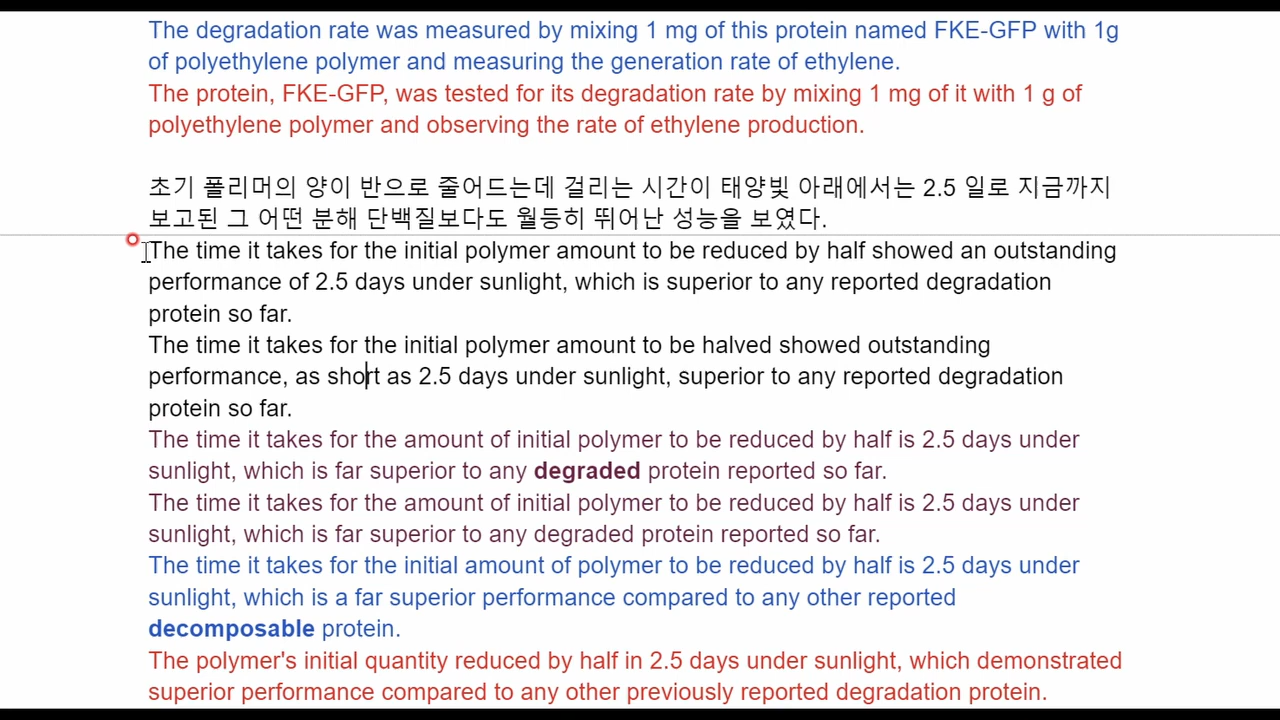 The degradation rate was measured by mixing 1 mg of this protein named FKE-GFP with 1g
of polyethylene polymer and measuring the generation rate of ethylene.
The protein, FKE-GFP, was tested for its degradation rate by mixing 1 mg of it with 1 g of
polyethylene polymer and observing the rate of ethylene production.
초기 폴리머의 양이 반으로 줄어드는데 걸리는 시간이 태양빛 아래에서는 2.5 일로 지금까지
보고된 그 어떤 분해 단백질보다도 월등히 뛰어난 성능을 보였다.
The time it takes for the initial polymer amount to be reduced by half showed an outstanding
performance of 2.5 days under sunlight, which is superior to any reported degradation
protein so far.
The time it takes for the initial polymer amount to be halved showed outstanding
performance, as short as 2.5 days under sunlight, superior to any reported degradation
protein so far.
The time it takes for the amount of initial polymer to be reduced by half is 2.5 days under
sunlight, which is far superior to any degraded protein reported so far.
The time it takes for the amount of initial polymer to be reduced by half is 2.5 days under
sunlight, which is far superior to any degraded protein reported so far.
The time it takes for the initial amount of polymer to be reduced by half is 2.5 days under
sunlight, which is a far superior performance compared to any other reported
decomposable protein.
The polymer's initial quantity reduced by half in 2.5 days under sunlight, which demonstrated
superior performance compared to any other previously reported degradation protein.